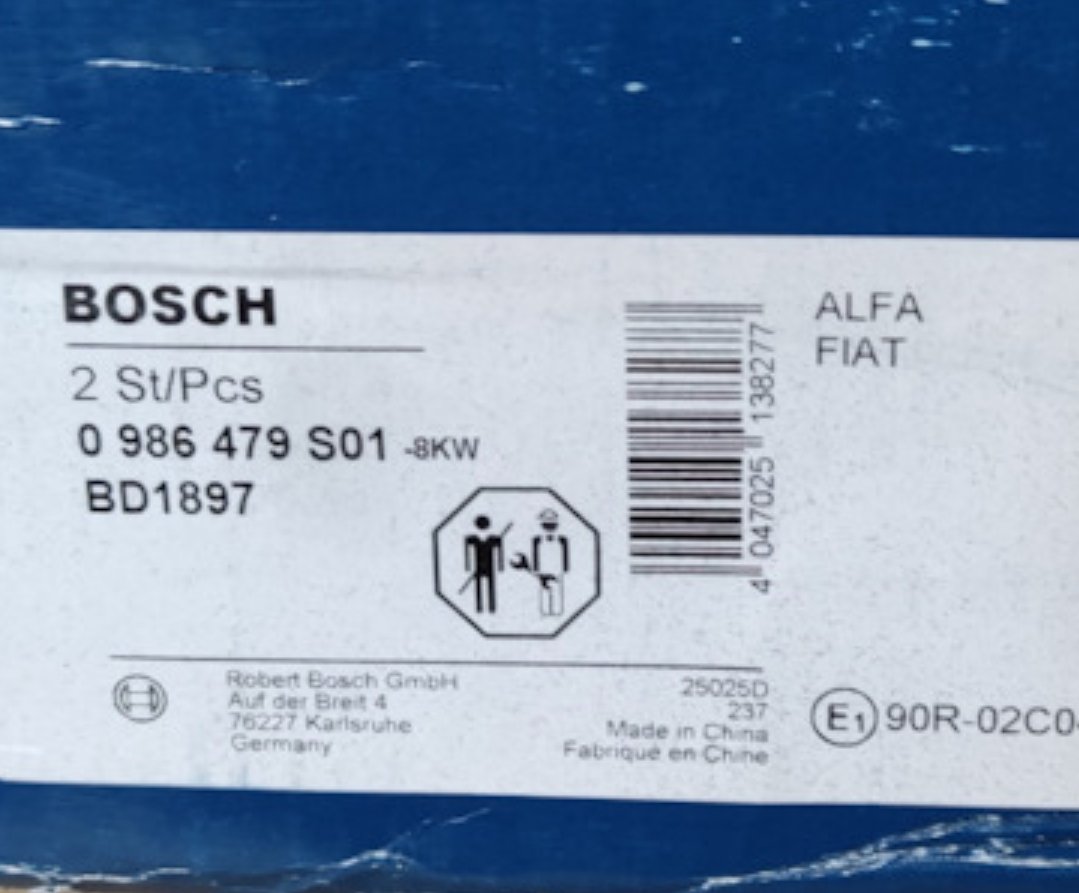 BOSCH
2 St/Pcs
0 986 479 S01 -8KW
BD1897
4 047025 138277
ALFA
FIAT
Robert Bosch GmbH
Auf der Breit 4
76227 Karlsruhe
Germany
25025D
237
Made in China
Fabriqué en Chine
E1 90R-02C0